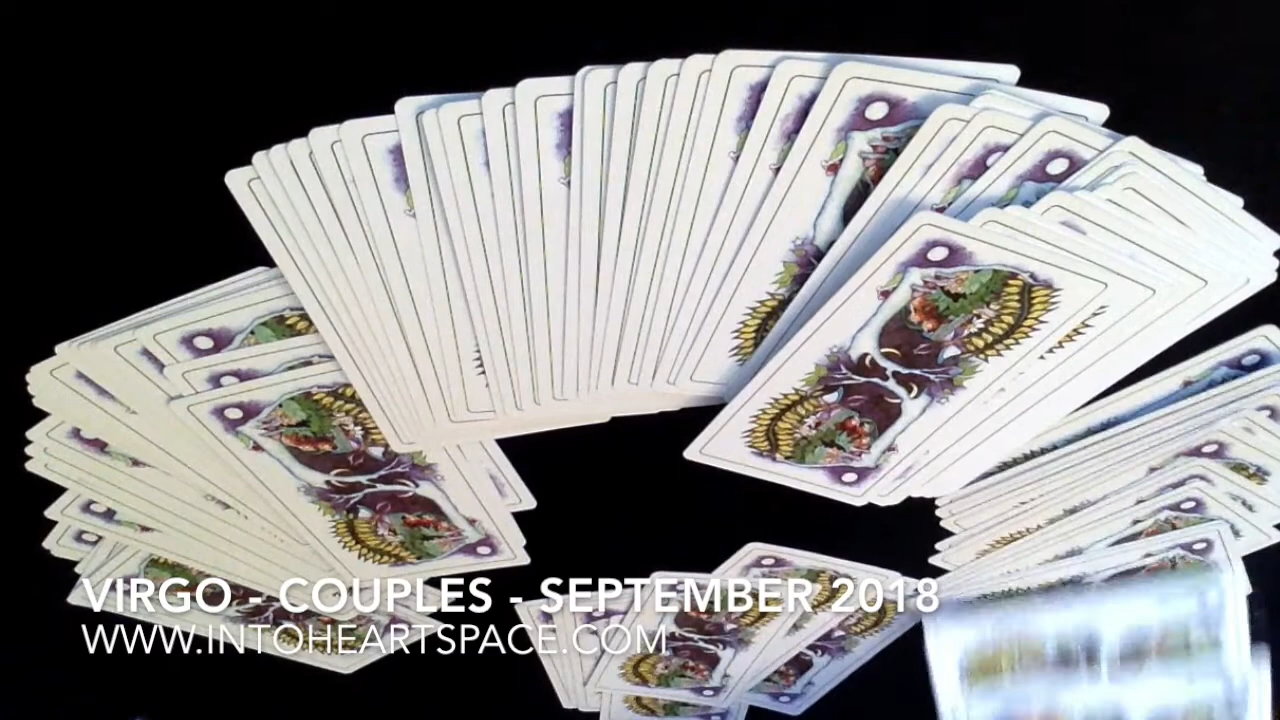 VIRGO - COUPLES - SEPTEMBER 2018
WWW.INTOHEARTSPACE.COM